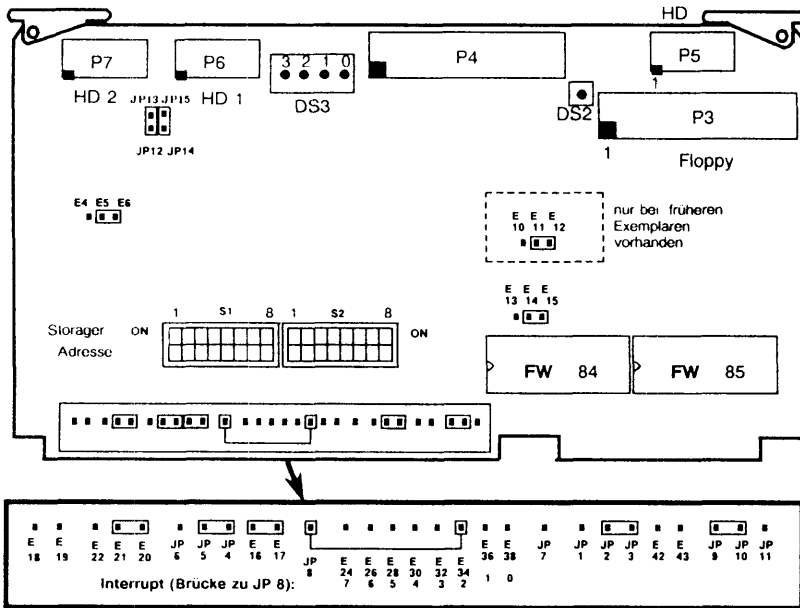 HD
P7 P6 3 2 1 0 P4 P5
HD 2 HD 1 DS3 1
JP13 JP15 DS2 P3
JP12 JP14 1 Floppy
E4 E5 E6
E E E
10 11 12
nur bei früheren
Exemplaren
vorhanden
E E E
13 14 15
1 S1 8 1 S2 8
Storager ON ON
Adresse
FW 84 FW 85
E E E E E JP JP JP E E JP E E E E E E E E JP JP JP JP E E JP JP JP
18 19 22 21 20 6 5 4 16 17 8 24 26 28 30 32 34 36 38 7 1 2 3 42 43 9 10 11
Interrupt (Brücke zu JP 8): 7 6 5 4 3 2 1 0